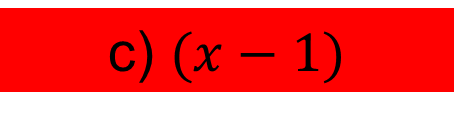 c) (𝑥 − 1)